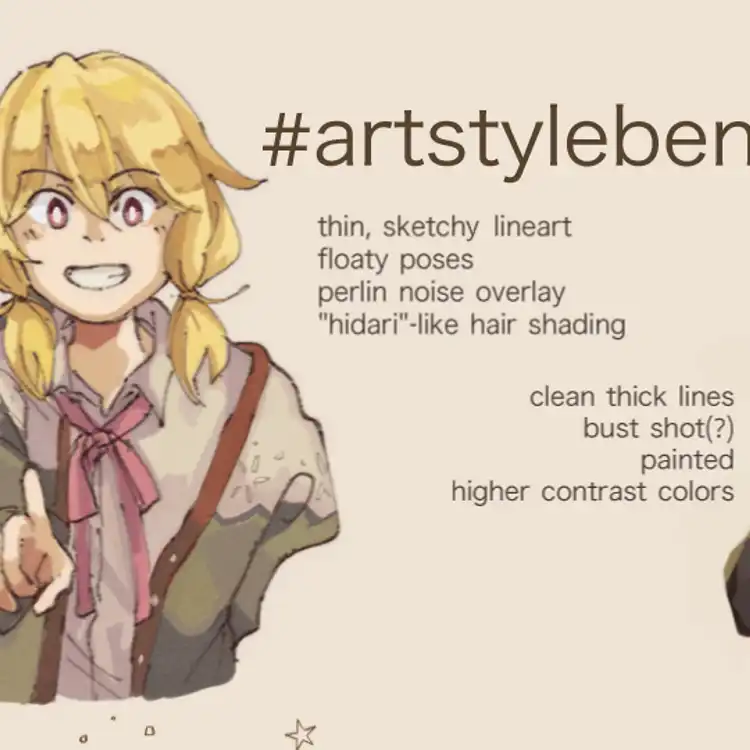 #artstyleben
thin, sketchy lineart
floaty poses
perlin noise overlay
"hidari"-like hair shading
clean thick lines
bust shot(?)
painted
higher contrast colors